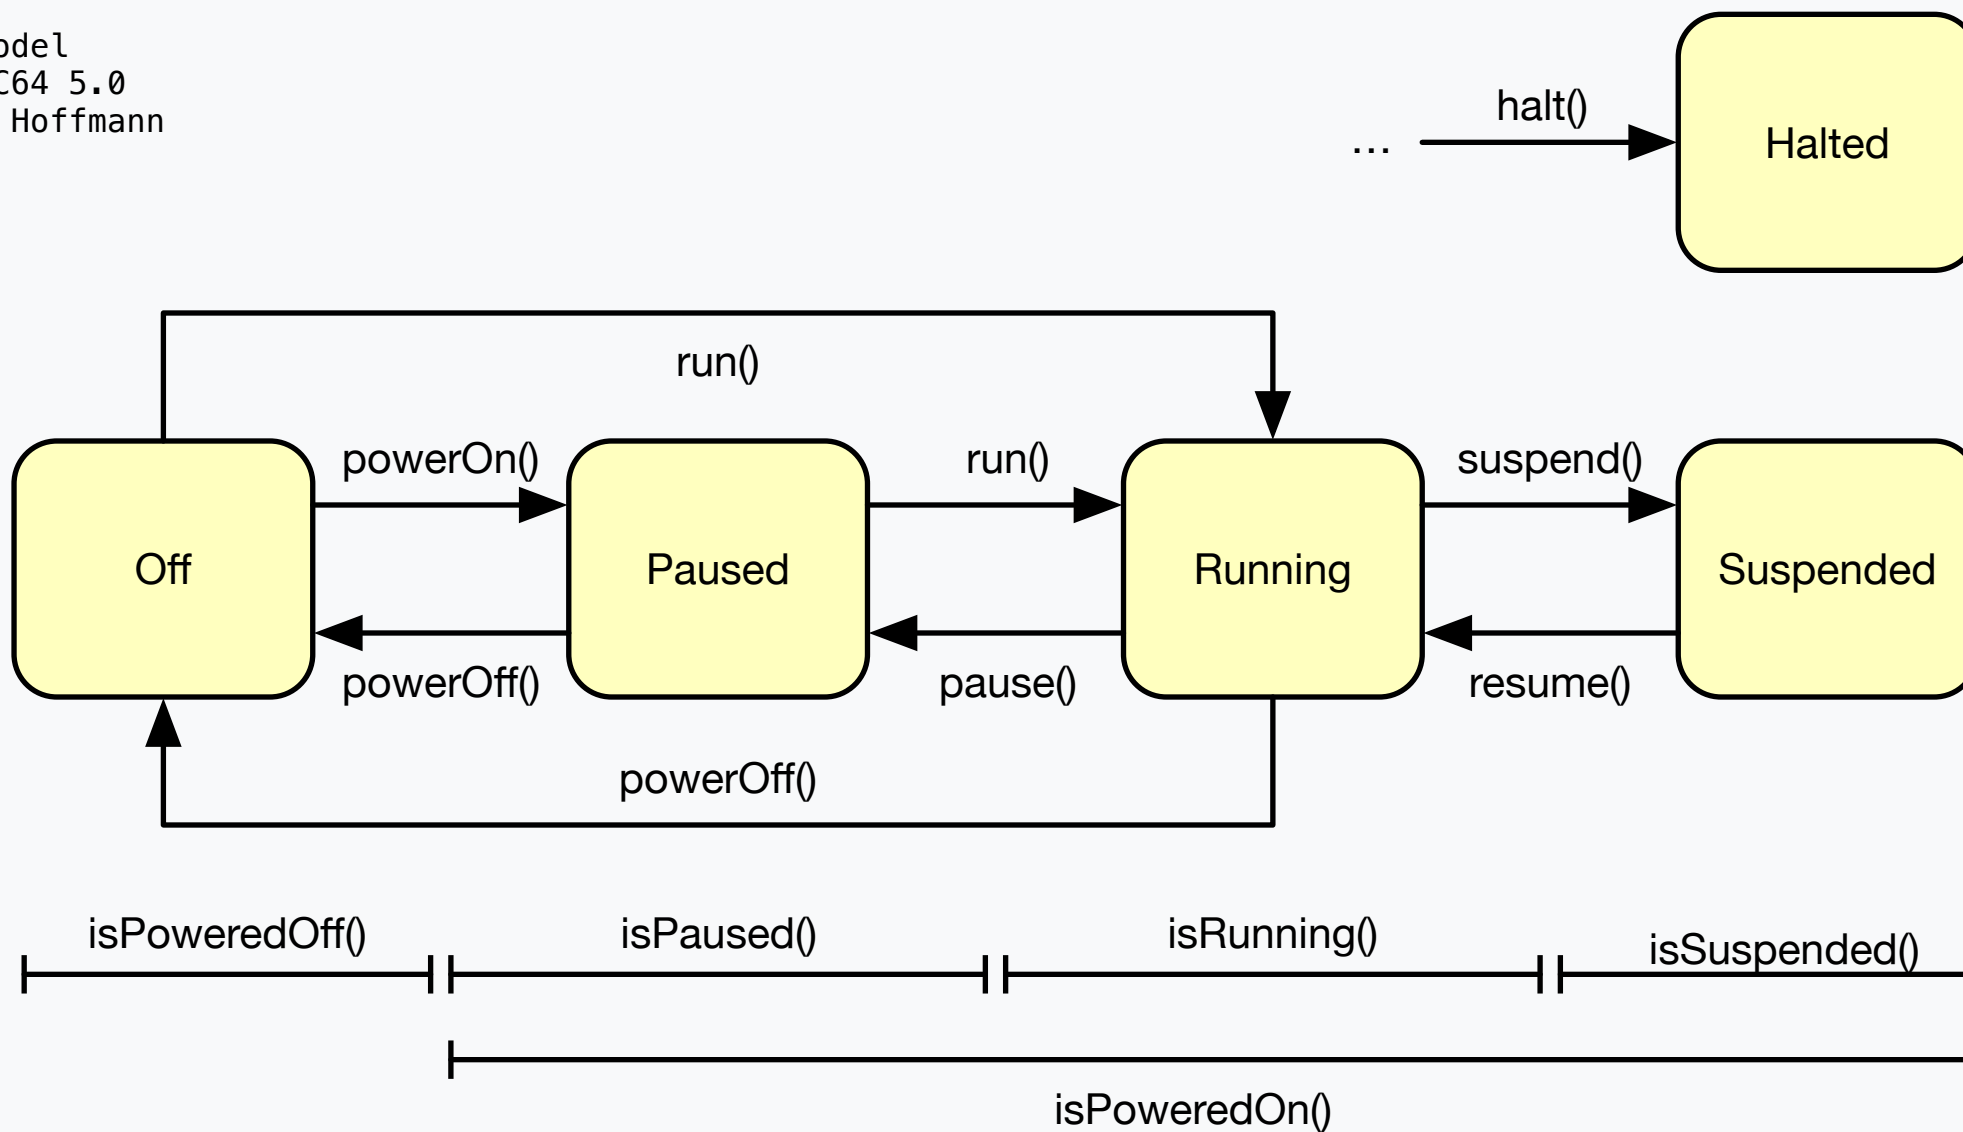 odel
C64 5.0
Hoffmann
halt()
...
Halted
run()
powerOn()
run()
suspend()
Off
Paused
Running
Suspended
powerOff()
pause()
resume()
powerOff()
isPoweredOff()
isPaused()
isRunning()
isSuspended()
isPoweredOn()